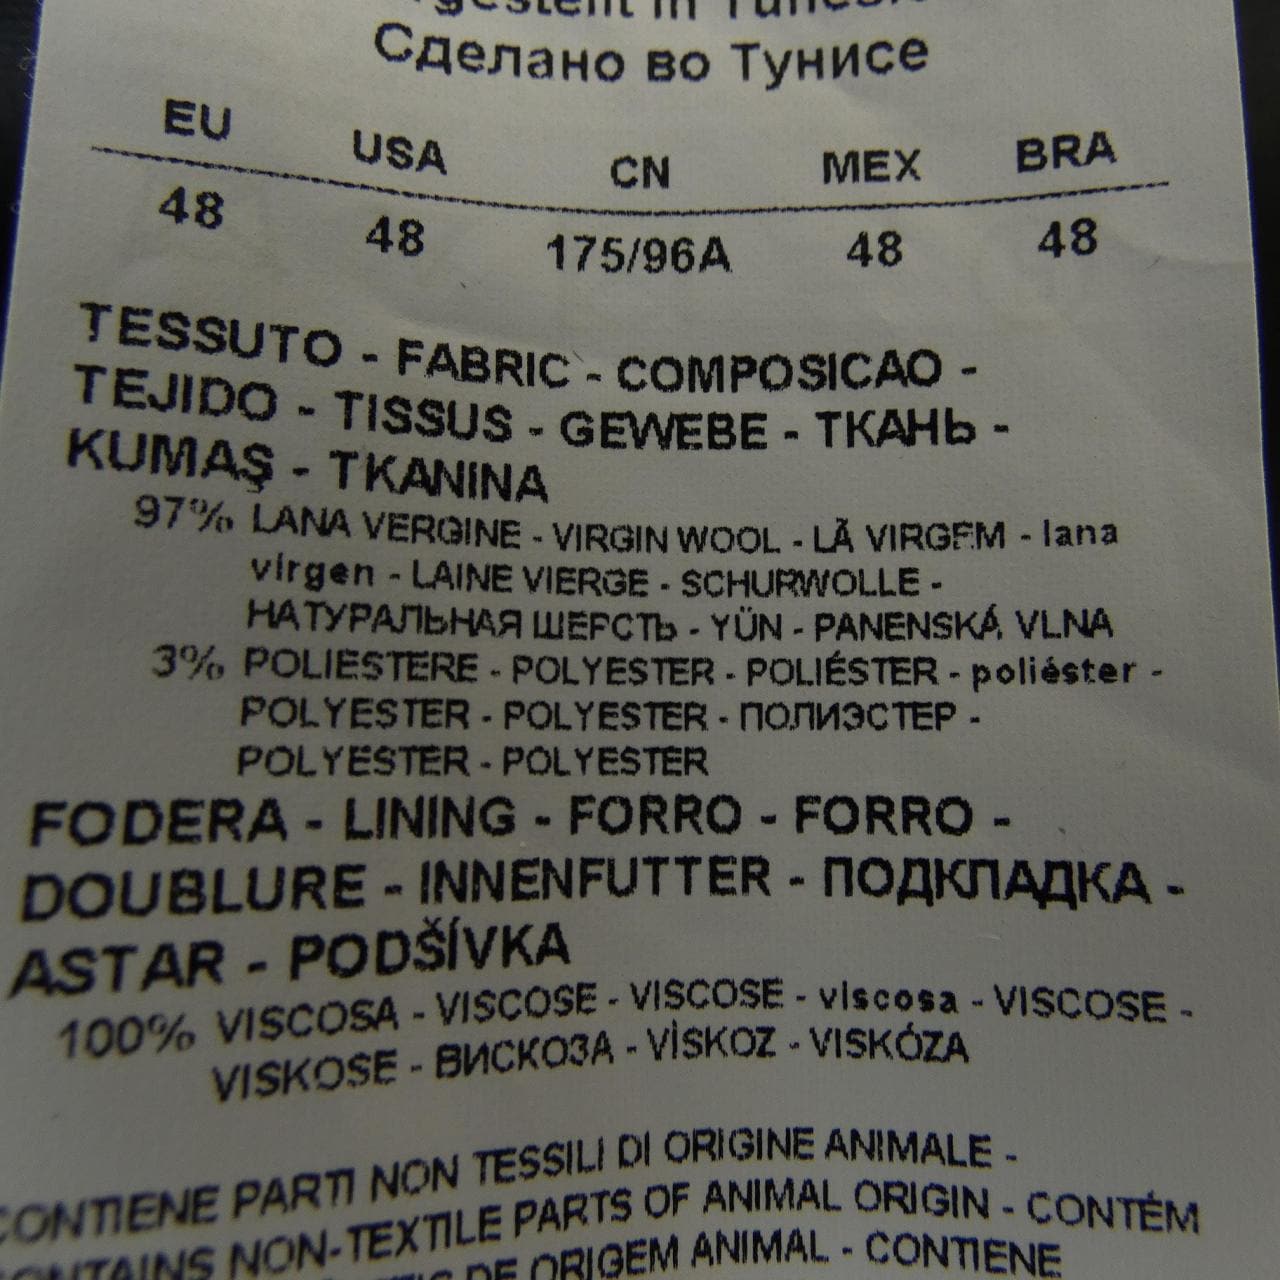 in
Сделано во Тунисе
EU USA CN MEX BRA
48 48 175/96A 48 48
TESSUTO - FABRIC - COMPOSICAO -
TEJIDO - TISSUS - GEWEBE - ТКАНЬ -
KUMAŞ - TKANINA
97% LANA VERGINE - VIRGIN WOOL - LÃ VIRGEM - lana
virgen - LAINE VIERGE - SCHURWOLLE -
НАТУРАЛЬНАЯ ШЕРСТЬ - YÜN - PANENSKÁ VLNA
3% POLIESTERE - POLYESTER - POLIÉSTER - poliéster -
POLYESTER - POLYESTER - ПОЛИЭСТЕР -
POLYESTER - POLYESTER
FODERA - LINING - FORRO - FORRO -
DOUBLURE - INNENFUTTER - ПОДКЛАДКА -
ASTAR - PODŠÍVKA
100% VISCOSA - VISCOSE - VISCOSE - viscosa - VISCOSE -
VISKOSE - ВИСКОЗА - VİSKOZ - VISKÓZA
CONTIENE PARTI NON TESSILI DI ORIGINE ANIMALE -
CONTAINS NON-TEXTILE PARTS OF ANIMAL ORIGIN - CONTÉM
DE ORIGEM ANIMAL - CONTIENE